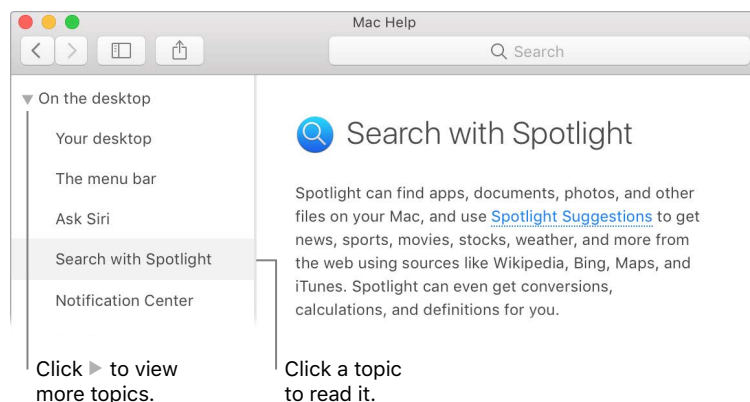 Mac Help
Search
On the desktop
Your desktop
The menu bar
Ask Siri
Search with Spotlight
Notification Center
Search with Spotlight
Spotlight can find apps, documents, photos, and other
files on your Mac, and use Spotlight Suggestions to get
news, sports, movies, stocks, weather, and more from
the web using sources like Wikipedia, Bing, Maps, and
iTunes. Spotlight can even get conversions,
calculations, and definitions for you.
Click ▶ to view
more topics.
Click a topic
to read it.